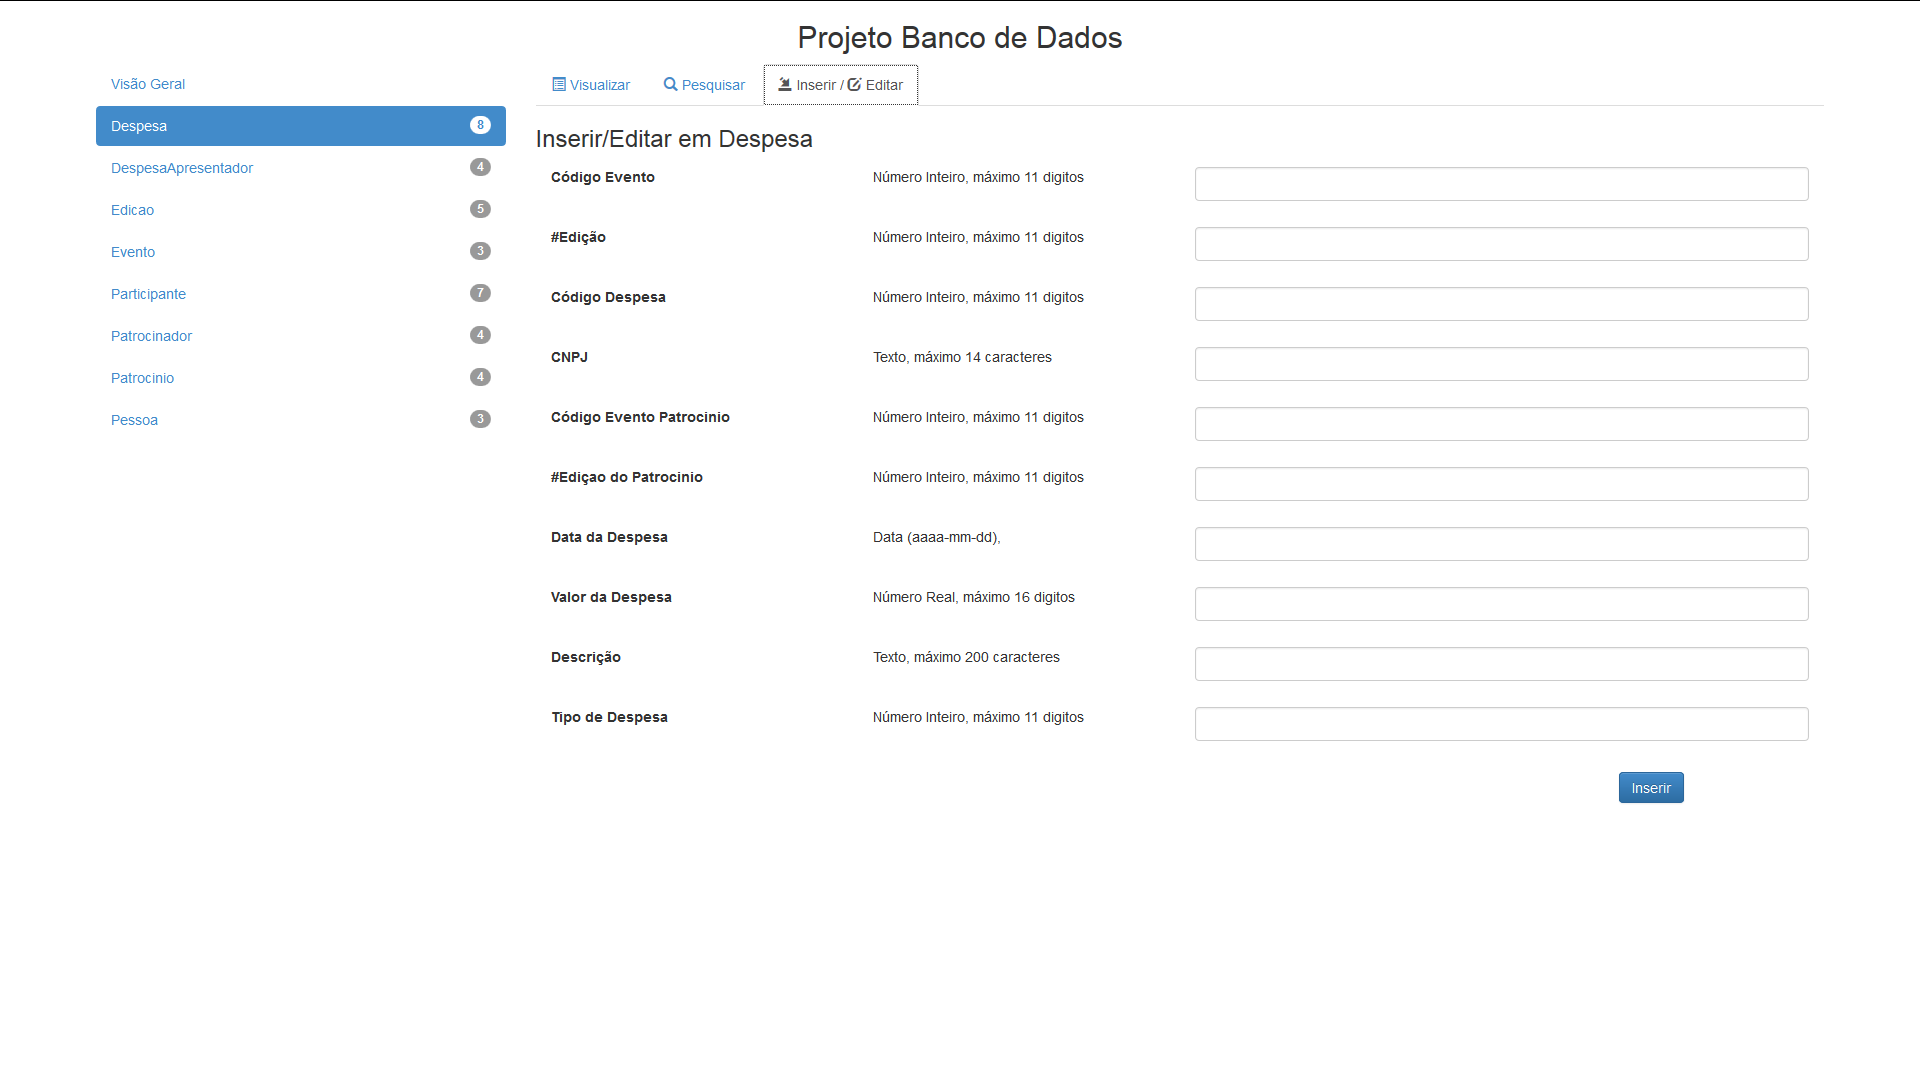 Projeto Banco de Dados
Visão Geral
Despesa 8
DespesaApresentador 4
Edicao 5
Evento 3
Participante 7
Patrocinador 4
Patrocinio 4
Pessoa 3
Visualizar Pesquisar Inserir / Editar
Inserir/Editar em Despesa
Código Evento Número Inteiro, máximo 11 digitos
#Edição Número Inteiro, máximo 11 digitos
Código Despesa Número Inteiro, máximo 11 digitos
CNPJ Texto, máximo 14 caracteres
Código Evento Patrocínio Número Inteiro, máximo 11 digitos
#Ediçao do Patrocínio Número Inteiro, máximo 11 digitos
Data da Despesa Data (aaaa-mm-dd),
Valor da Despesa Número Real, máximo 16 digitos
Descrição Texto, máximo 200 caracteres
Tipo de Despesa Número Inteiro, máximo 11 digitos
Inserir